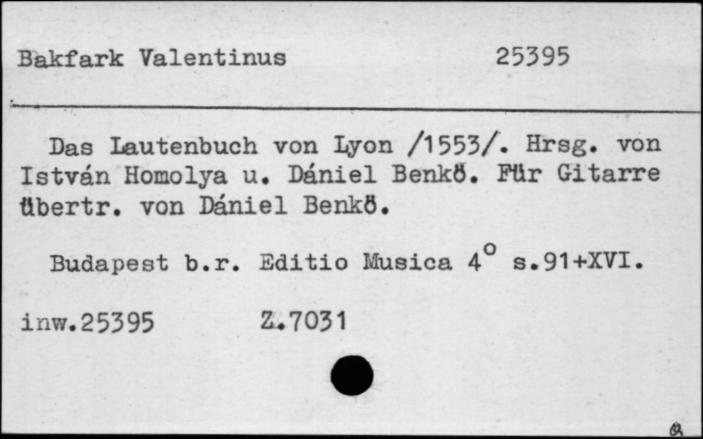 Bakfark Valentinus 25395
Das Lautenbuch von Lyon /1553/. Hrsg. von
István Homolya u. Dániel Benkő. Für Gitarre
übertr. von Dániel Benkő.
Budapest b.r. Editio Musica 4° s.91+XVI.
inw.25395 Z.7031